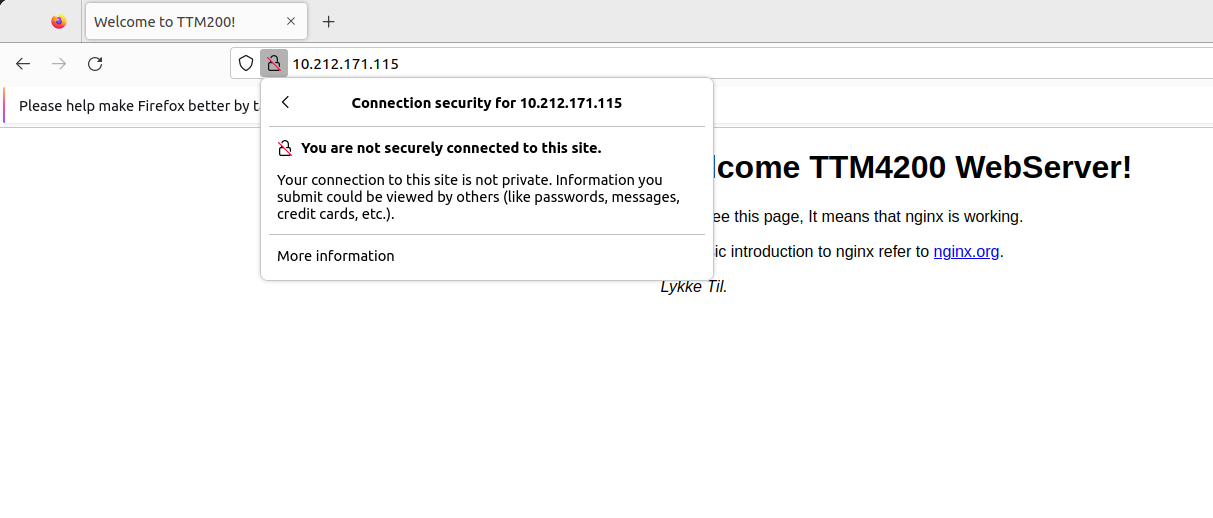 Welcome to TTM200!
10.212.171.115
Please help make Firefox better by
Connection security for 10.212.171.115
You are not securely connected to this site.
Your connection to this site is not private. Information you
submit could be viewed by others (like passwords, messages,
credit cards, etc.).
More information
come TTM4200 WebServer!
ee this page, It means that nginx is working.
introduction to nginx refer to nginx.org.
Lykke Til.